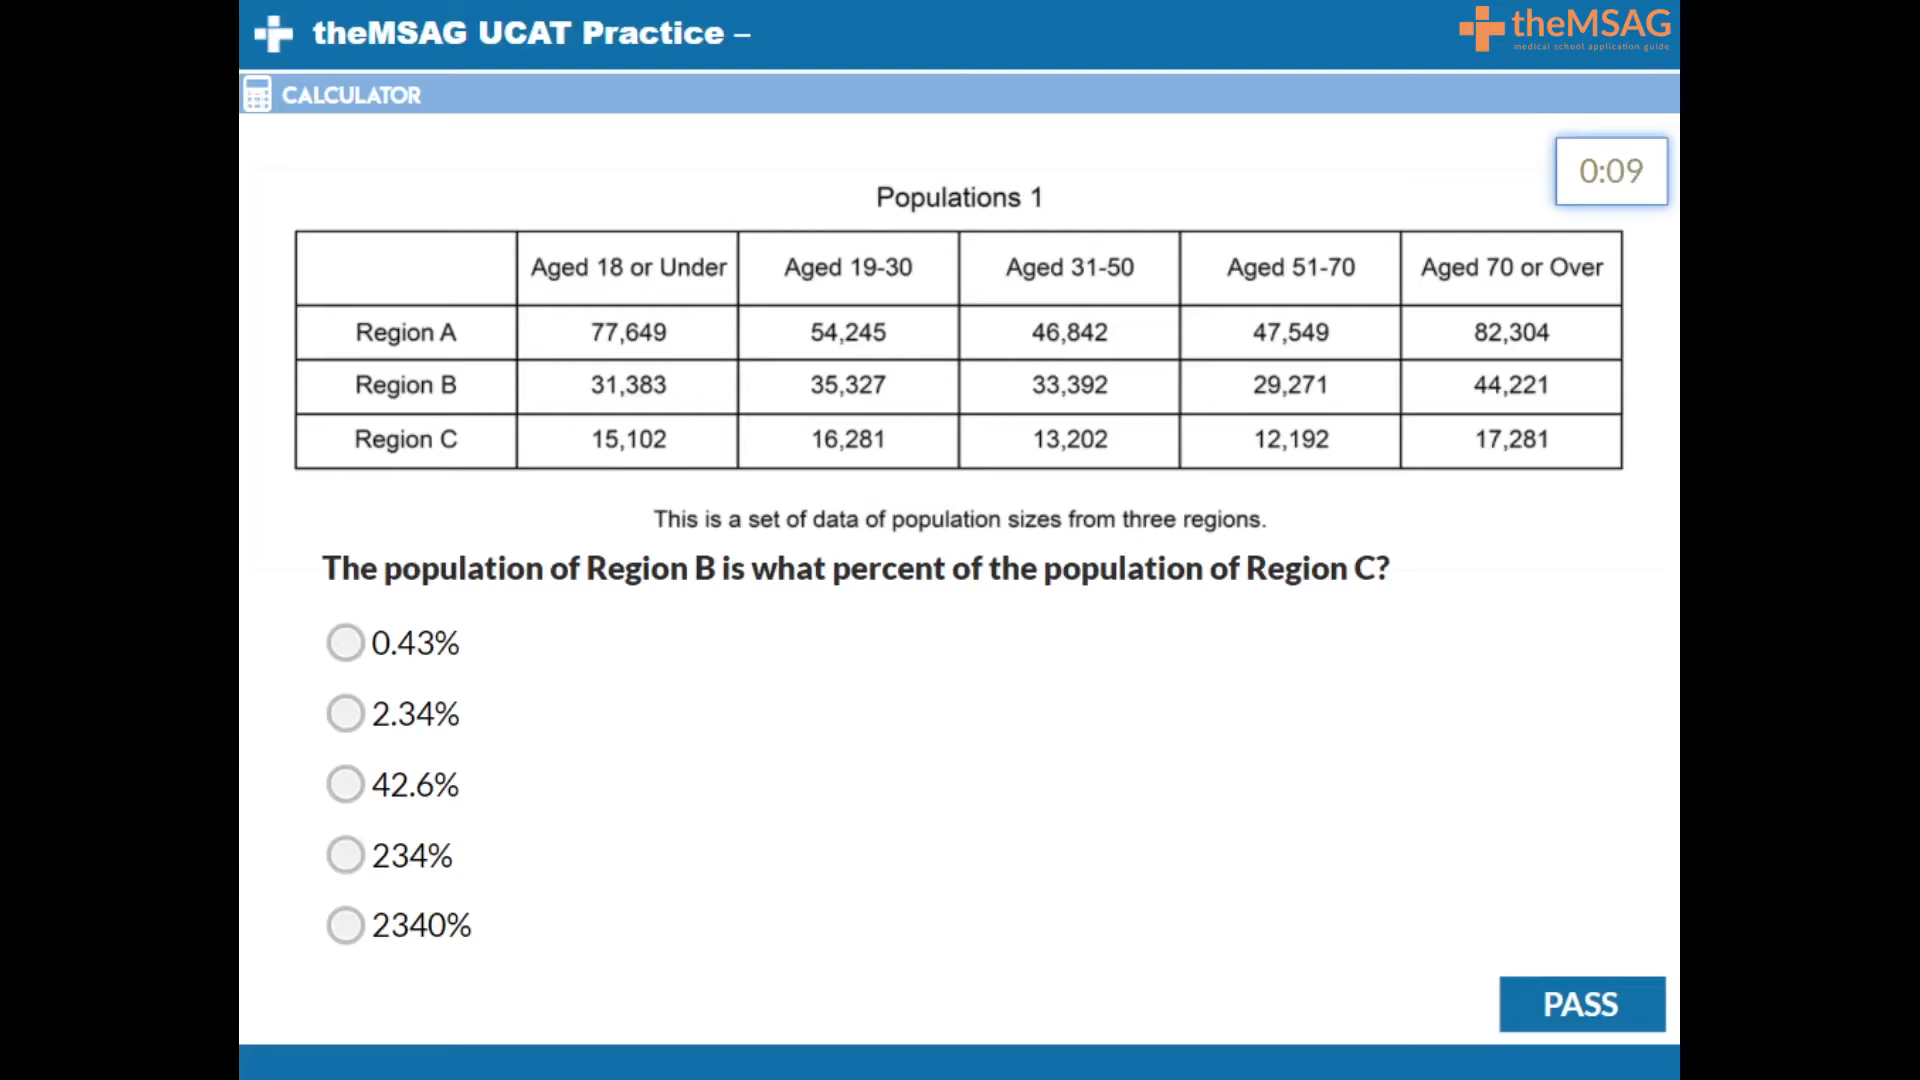 theMSAG UCAT Practice –
theMSAG
medical school application guide
CALCULATOR
0:09
Populations 1
Aged 18 or Under Aged 19-30 Aged 31-50 Aged 51-70 Aged 70 or Over
Region A 77,649 54,245 46,842 47,549 82,304
Region B 31,383 35,327 33,392 29,271 44,221
Region C 15,102 16,281 13,202 12,192 17,281
This is a set of data of population sizes from three regions.
The population of Region B is what percent of the population of Region C?
0.43%
2.34%
42.6%
234%
2340%
PASS